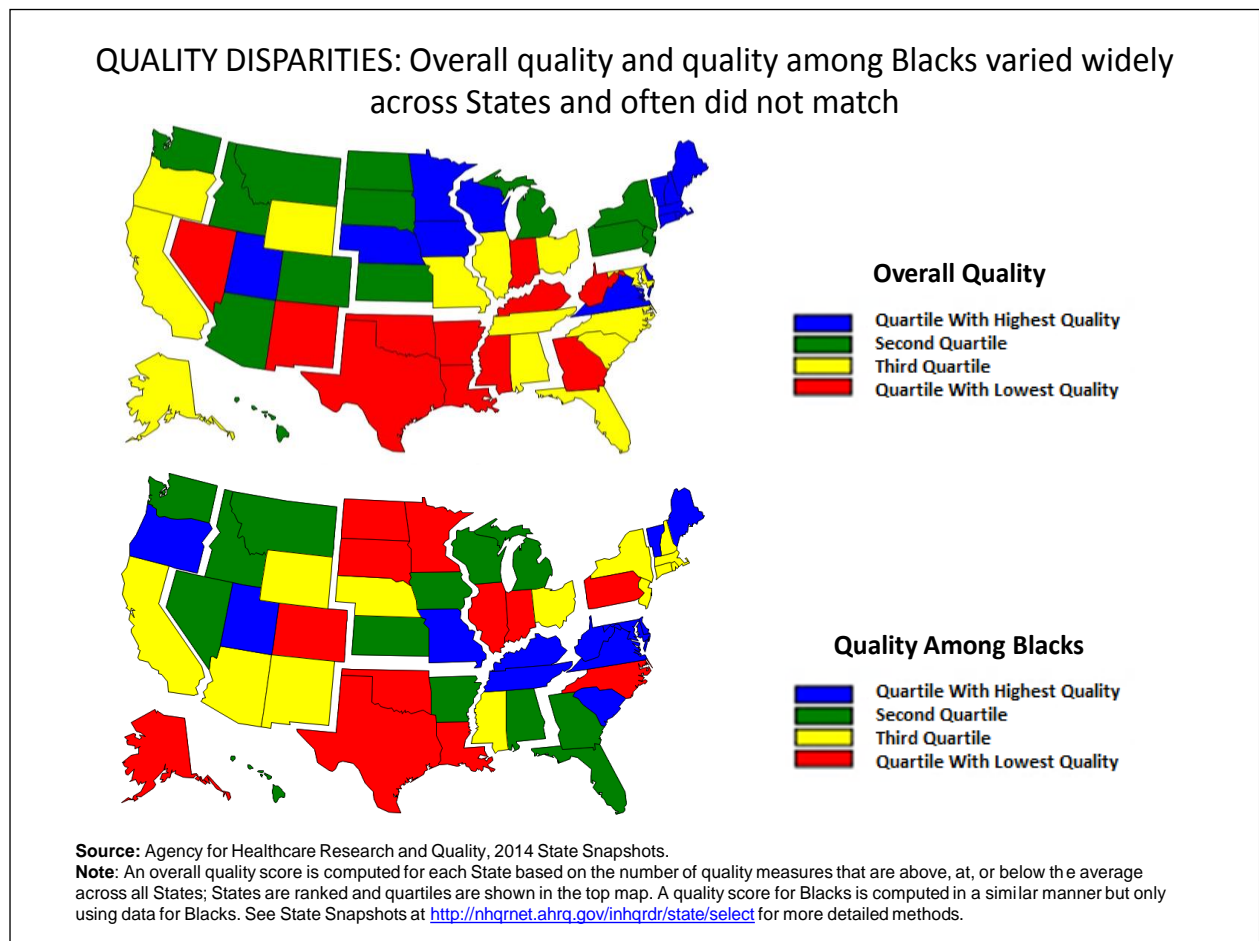 QUALITY DISPARITIES: Overall quality and quality among Blacks varied widely
across States and often did not match
Overall Quality
Quartile With Highest Quality
Second Quartile
Third Quartile
Quartile With Lowest Quality
Quality Among Blacks
Quartile With Highest Quality
Second Quartile
Third Quartile
Quartile With Lowest Quality
Source: Agency for Healthcare Research and Quality, 2014 State Snapshots.
Note: An overall quality score is computed for each State based on the number of quality measures that are above, at, or below the average
across all States; States are ranked and quartiles are shown in the top map. A quality score for Blacks is computed in a similar manner but only
using data for Blacks. See State Snapshots at http://nhqrnet.ahrq.gov/inhqrdr/state/select for more detailed methods.